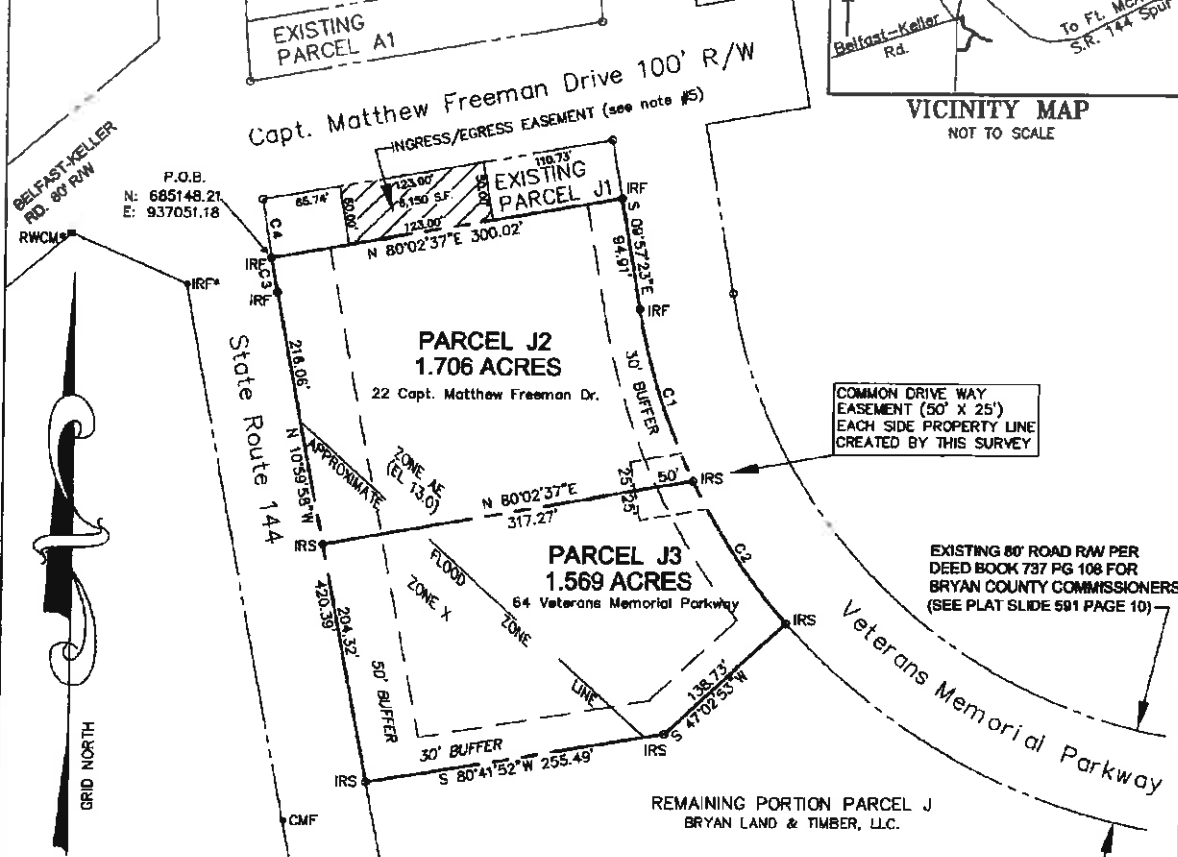 EXISTING
PARCEL A1
Belfast-Keller
Rd.
To Ft.
S.R. 144 Spur
VICINITY MAP
NOT TO SCALE
Capt. Matthew Freeman Drive 100' R/W
INGRESS/EGRESS EASEMENT (see note #5)
BELFAST-KELLER
RD. 80' R/W
RWCM*
IRF*
P.O.B.
N: 685148.21
E: 937051.18
65.74'
50.00'
123.00'
6,150 S.F.
123.00'
50.00'
110.73'
EXISTING
PARCEL J1
C4
IRF
N 80°02'37"E 300.02'
IRF
C3
IRF
S 09°57'23"E
94.91'
IRF
State Route 144
216.06'
N 10°59'58"W
PARCEL J2
1.706 ACRES
22 Capt. Matthew Freeman Dr.
30' BUFFER
C1
COMMON DRIVE WAY
EASEMENT (50' X 25')
EACH SIDE PROPERTY LINE
CREATED BY THIS SURVEY
APPROXIMATE
ZONE AE
(EL 13.0)
N 80°02'37"E
317.27'
25'
25'
50'
IRS
IRS
FLOOD
ZONE
LINE
ZONE X
PARCEL J3
1.569 ACRES
64 Veterans Memorial Parkway
C2
EXISTING 80' ROAD R/W PER
DEED BOOK 737 PG 108 FOR
BRYAN COUNTY COMMISSIONERS
(SEE PLAT SLIDE 591 PAGE 10)
IRS
420.39'
204.32'
50' BUFFER
138.73'
S 47°02'53"W
Veterans Memorial Parkway
30' BUFFER
S 80°41'52"W 255.49'
IRS
IRS
GRID NORTH
CMF
REMAINING PORTION PARCEL J
BRYAN LAND & TIMBER, LLC.